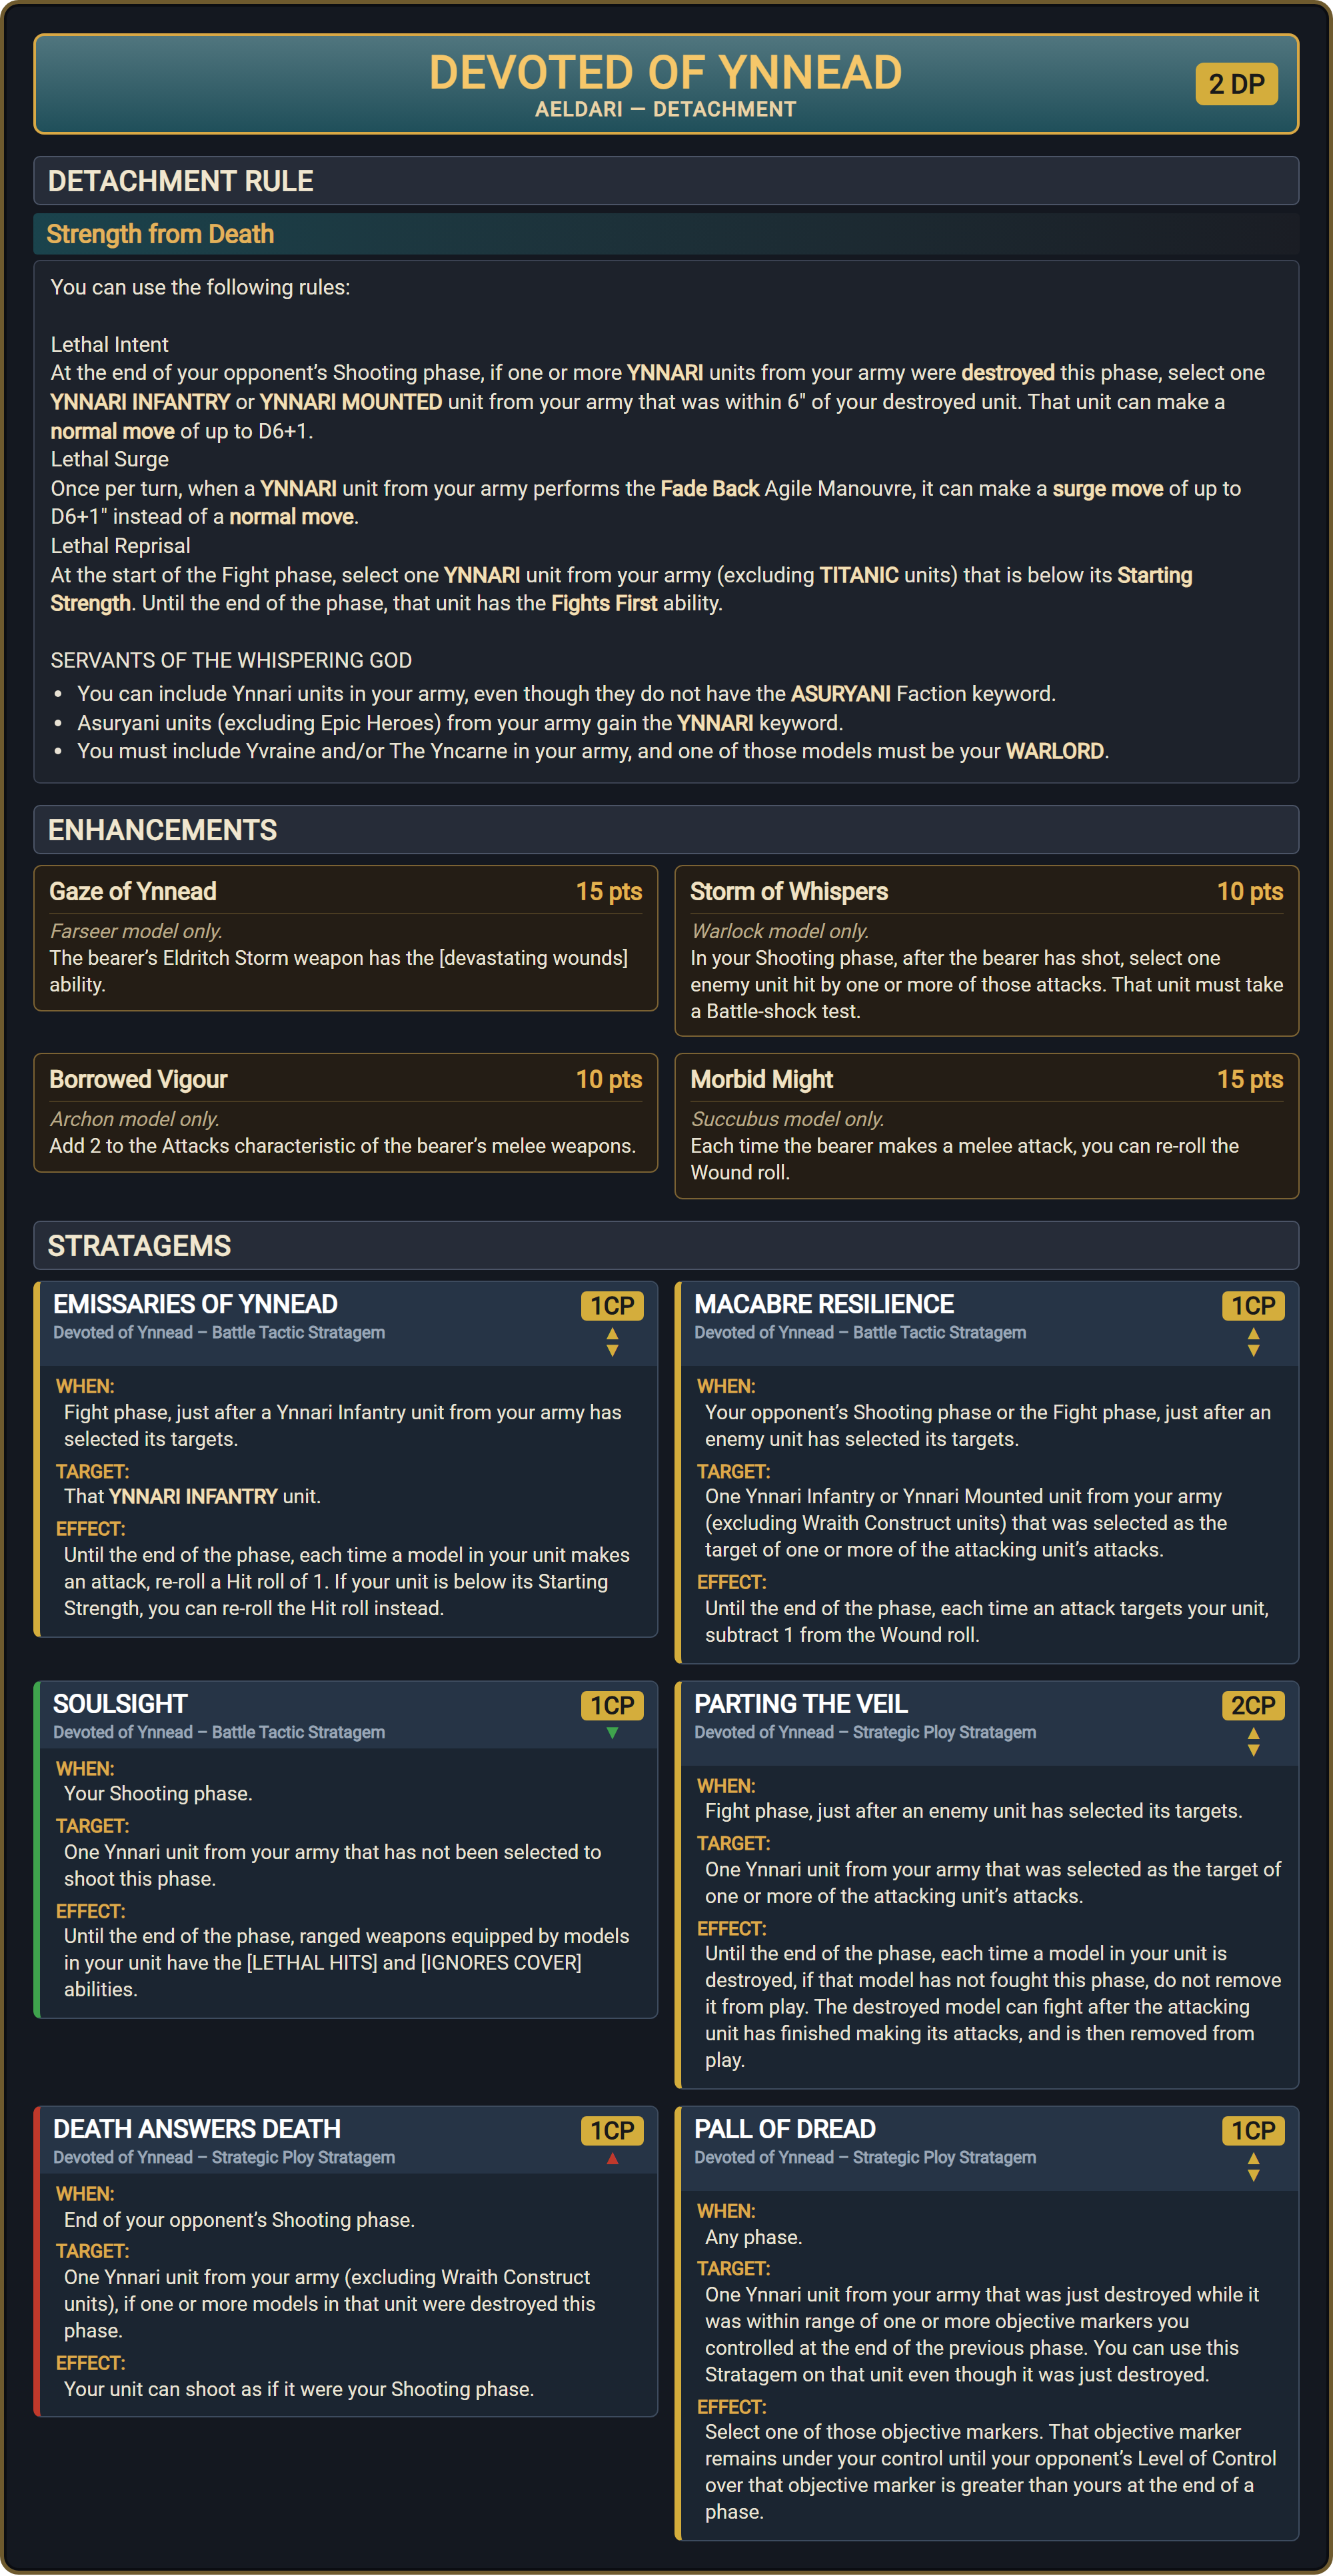 DEVOTED OF YNNEAD
AELDARI — DETACHMENT
2 DP
DETACHMENT RULE
Strength from Death
You can use the following rules:
Lethal Intent
At the end of your opponent’s Shooting phase, if one or more YNNARI units from your army were destroyed this phase, select one
YNNARI INFANTRY or YNNARI MOUNTED unit from your army that was within 6" of your destroyed unit. That unit can make a
normal move of up to D6+1.
Lethal Surge
Once per turn, when a YNNARI unit from your army performs the Fade Back Agile Manouvre, it can make a surge move of up to
D6+1" instead of a normal move.
Lethal Reprisal
At the start of the Fight phase, select one YNNARI unit from your army (excluding TITANIC units) that is below its Starting
Strength. Until the end of the phase, that unit has the Fights First ability.
SERVANTS OF THE WHISPERING GOD
• You can include Ynnari units in your army, even though they do not have the ASURYANI Faction keyword.
• Asuryani units (excluding Epic Heroes) from your army gain the YNNARI keyword.
• You must include Yvraine and/or The Yncarne in your army, and one of those models must be your WARLORD.
ENHANCEMENTS
Gaze of Ynnead 15 pts
Farseer model only.
The bearer’s Eldritch Storm weapon has the [devastating wounds]
ability.
Storm of Whispers 10 pts
Warlock model only.
In your Shooting phase, after the bearer has shot, select one
enemy unit hit by one or more of those attacks. That unit must take
a Battle-shock test.
Borrowed Vigour 10 pts
Archon model only.
Add 2 to the Attacks characteristic of the bearer’s melee weapons.
Morbid Might 15 pts
Succubus model only.
Each time the bearer makes a melee attack, you can re-roll the
Wound roll.
STRATAGEMS
EMISSARIES OF YNNEAD 1CP
Devoted of Ynnead – Battle Tactic Stratagem
▲
▼
WHEN:
Fight phase, just after a Ynnari Infantry unit from your army has
selected its targets.
TARGET:
That YNNARI INFANTRY unit.
EFFECT:
Until the end of the phase, each time a model in your unit makes
an attack, re-roll a Hit roll of 1. If your unit is below its Starting
Strength, you can re-roll the Hit roll instead.
MACABRE RESILIENCE 1CP
Devoted of Ynnead – Battle Tactic Stratagem
▲
▼
WHEN:
Your opponent’s Shooting phase or the Fight phase, just after an
enemy unit has selected its targets.
TARGET:
One Ynnari Infantry or Ynnari Mounted unit from your army
(excluding Wraith Construct units) that was selected as the
target of one or more of the attacking unit’s attacks.
EFFECT:
Until the end of the phase, each time an attack targets your unit,
subtract 1 from the Wound roll.
SOULSIGHT 1CP
Devoted of Ynnead – Battle Tactic Stratagem
▼
WHEN:
Your Shooting phase.
TARGET:
One Ynnari unit from your army that has not been selected to
shoot this phase.
EFFECT:
Until the end of the phase, ranged weapons equipped by models
in your unit have the [LETHAL HITS] and [IGNORES COVER]
abilities.
PARTING THE VEIL 2CP
Devoted of Ynnead – Strategic Ploy Stratagem
▲
▼
WHEN:
Fight phase, just after an enemy unit has selected its targets.
TARGET:
One Ynnari unit from your army that was selected as the target of
one or more of the attacking unit’s attacks.
EFFECT:
Until the end of the phase, each time a model in your unit is
destroyed, if that model has not fought this phase, do not remove
it from play. The destroyed model can fight after the attacking
unit has finished making its attacks, and is then removed from
play.
DEATH ANSWERS DEATH 1CP
Devoted of Ynnead – Strategic Ploy Stratagem
▲
WHEN:
End of your opponent’s Shooting phase.
TARGET:
One Ynnari unit from your army (excluding Wraith Construct
units), if one or more models in that unit were destroyed this
phase.
EFFECT:
Your unit can shoot as if it were your Shooting phase.
PALL OF DREAD 1CP
Devoted of Ynnead – Strategic Ploy Stratagem
▲
▼
WHEN:
Any phase.
TARGET:
One Ynnari unit from your army that was just destroyed while it
was within range of one or more objective markers you
controlled at the end of the previous phase. You can use this
Stratagem on that unit even though it was just destroyed.
EFFECT:
Select one of those objective markers. That objective marker
remains under your control until your opponent’s Level of Control
over that objective marker is greater than yours at the end of a
phase.